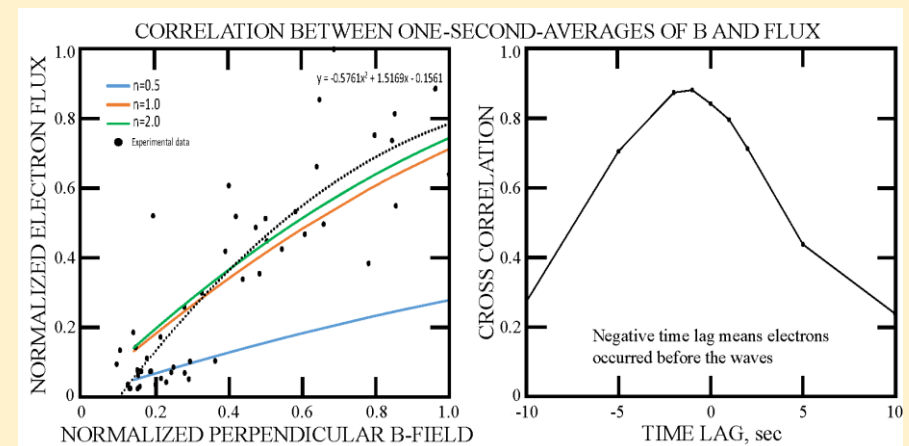 CORRELATION BETWEEN ONE-SECOND-AVERAGES OF B AND FLUX
NORMALIZED ELECTRON FLUX
1.0
0.8
0.6
0.4
0.2
0
n=0.5
n=1.0
n=2.0
Experimental data
y = -0.5761x² + 1.5169x - 0.1561
0 0.2 0.4 0.6 0.8 1.0
NORMALIZED PERPENDICULAR B-FIELD
CROSS CORRELATION
1.0
0.8
0.6
0.4
0.2
0
Negative time lag means electrons
occurred before the waves
-10 -5 0 5 10
TIME LAG, sec